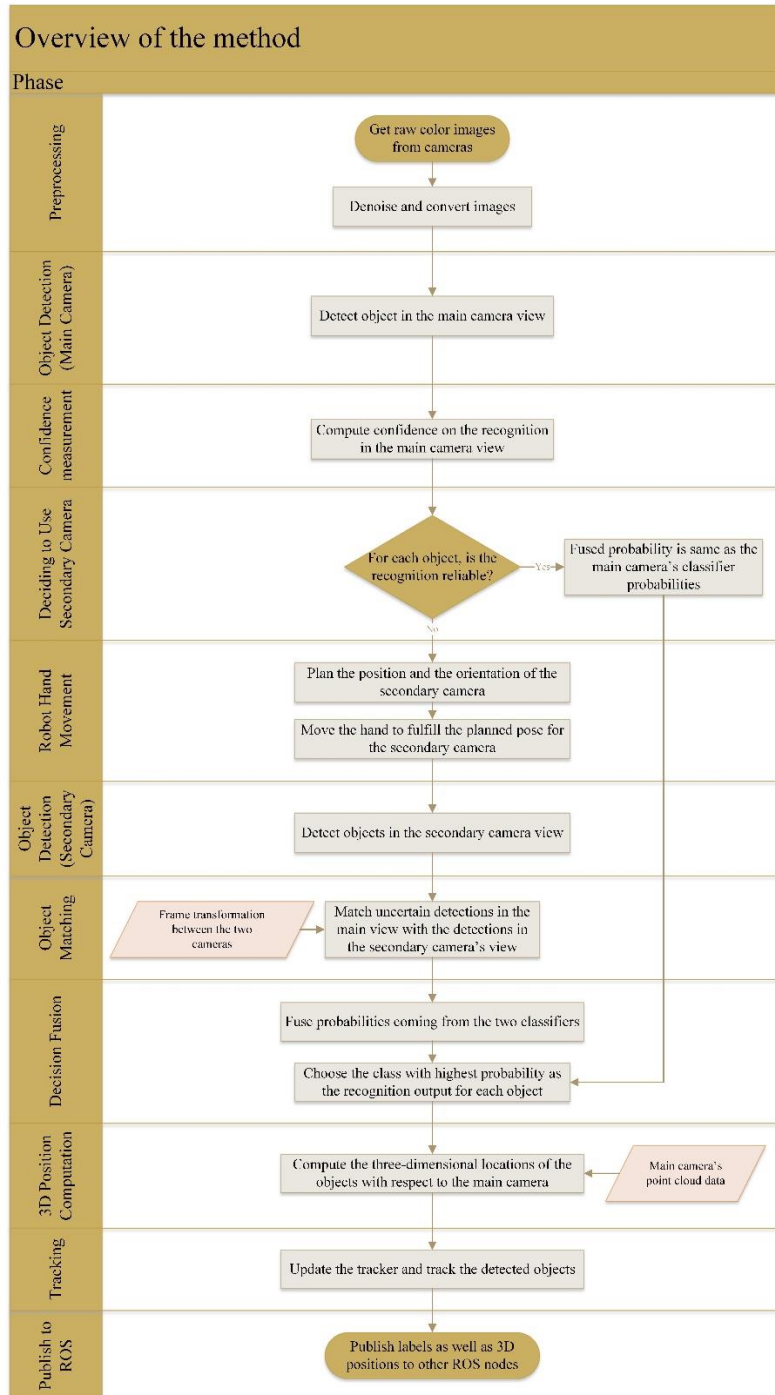 Overview of the method
Phase
Preprocessing
Get raw color images
from cameras
Denoise and convert images
Object Detection
(Main Camera)
Detect object in the main camera view
Confidence
measurement
Compute confidence on the recognition
in the main camera view
Deciding to Use
Secondary Camera
For each object, is the
recognition reliable?
Yes
Fused probability is same as the
main camera's classifier
probabilities
No
Robot Hand
Movement
Plan the position and the orientation of the
secondary camera
Move the hand to fulfill the planned pose for
the secondary camera
Object
Detection
(Secondary
Camera)
Detect objects in the secondary camera view
Object
Matching
Frame transformation
between the two
cameras
Match uncertain detections in the
main view with the detections in
the secondary camera's view
Decision Fusion
Fuse probabilities coming from the two classifiers
Choose the class with highest probability as
the recognition output for each object
3D Position
Computation
Compute the three-dimensional locations of the
objects with respect to the main camera
Main camera's
point cloud data
Tracking
Update the tracker and track the detected objects
Publish to
ROS
Publish labels as well as 3D
positions to other ROS nodes